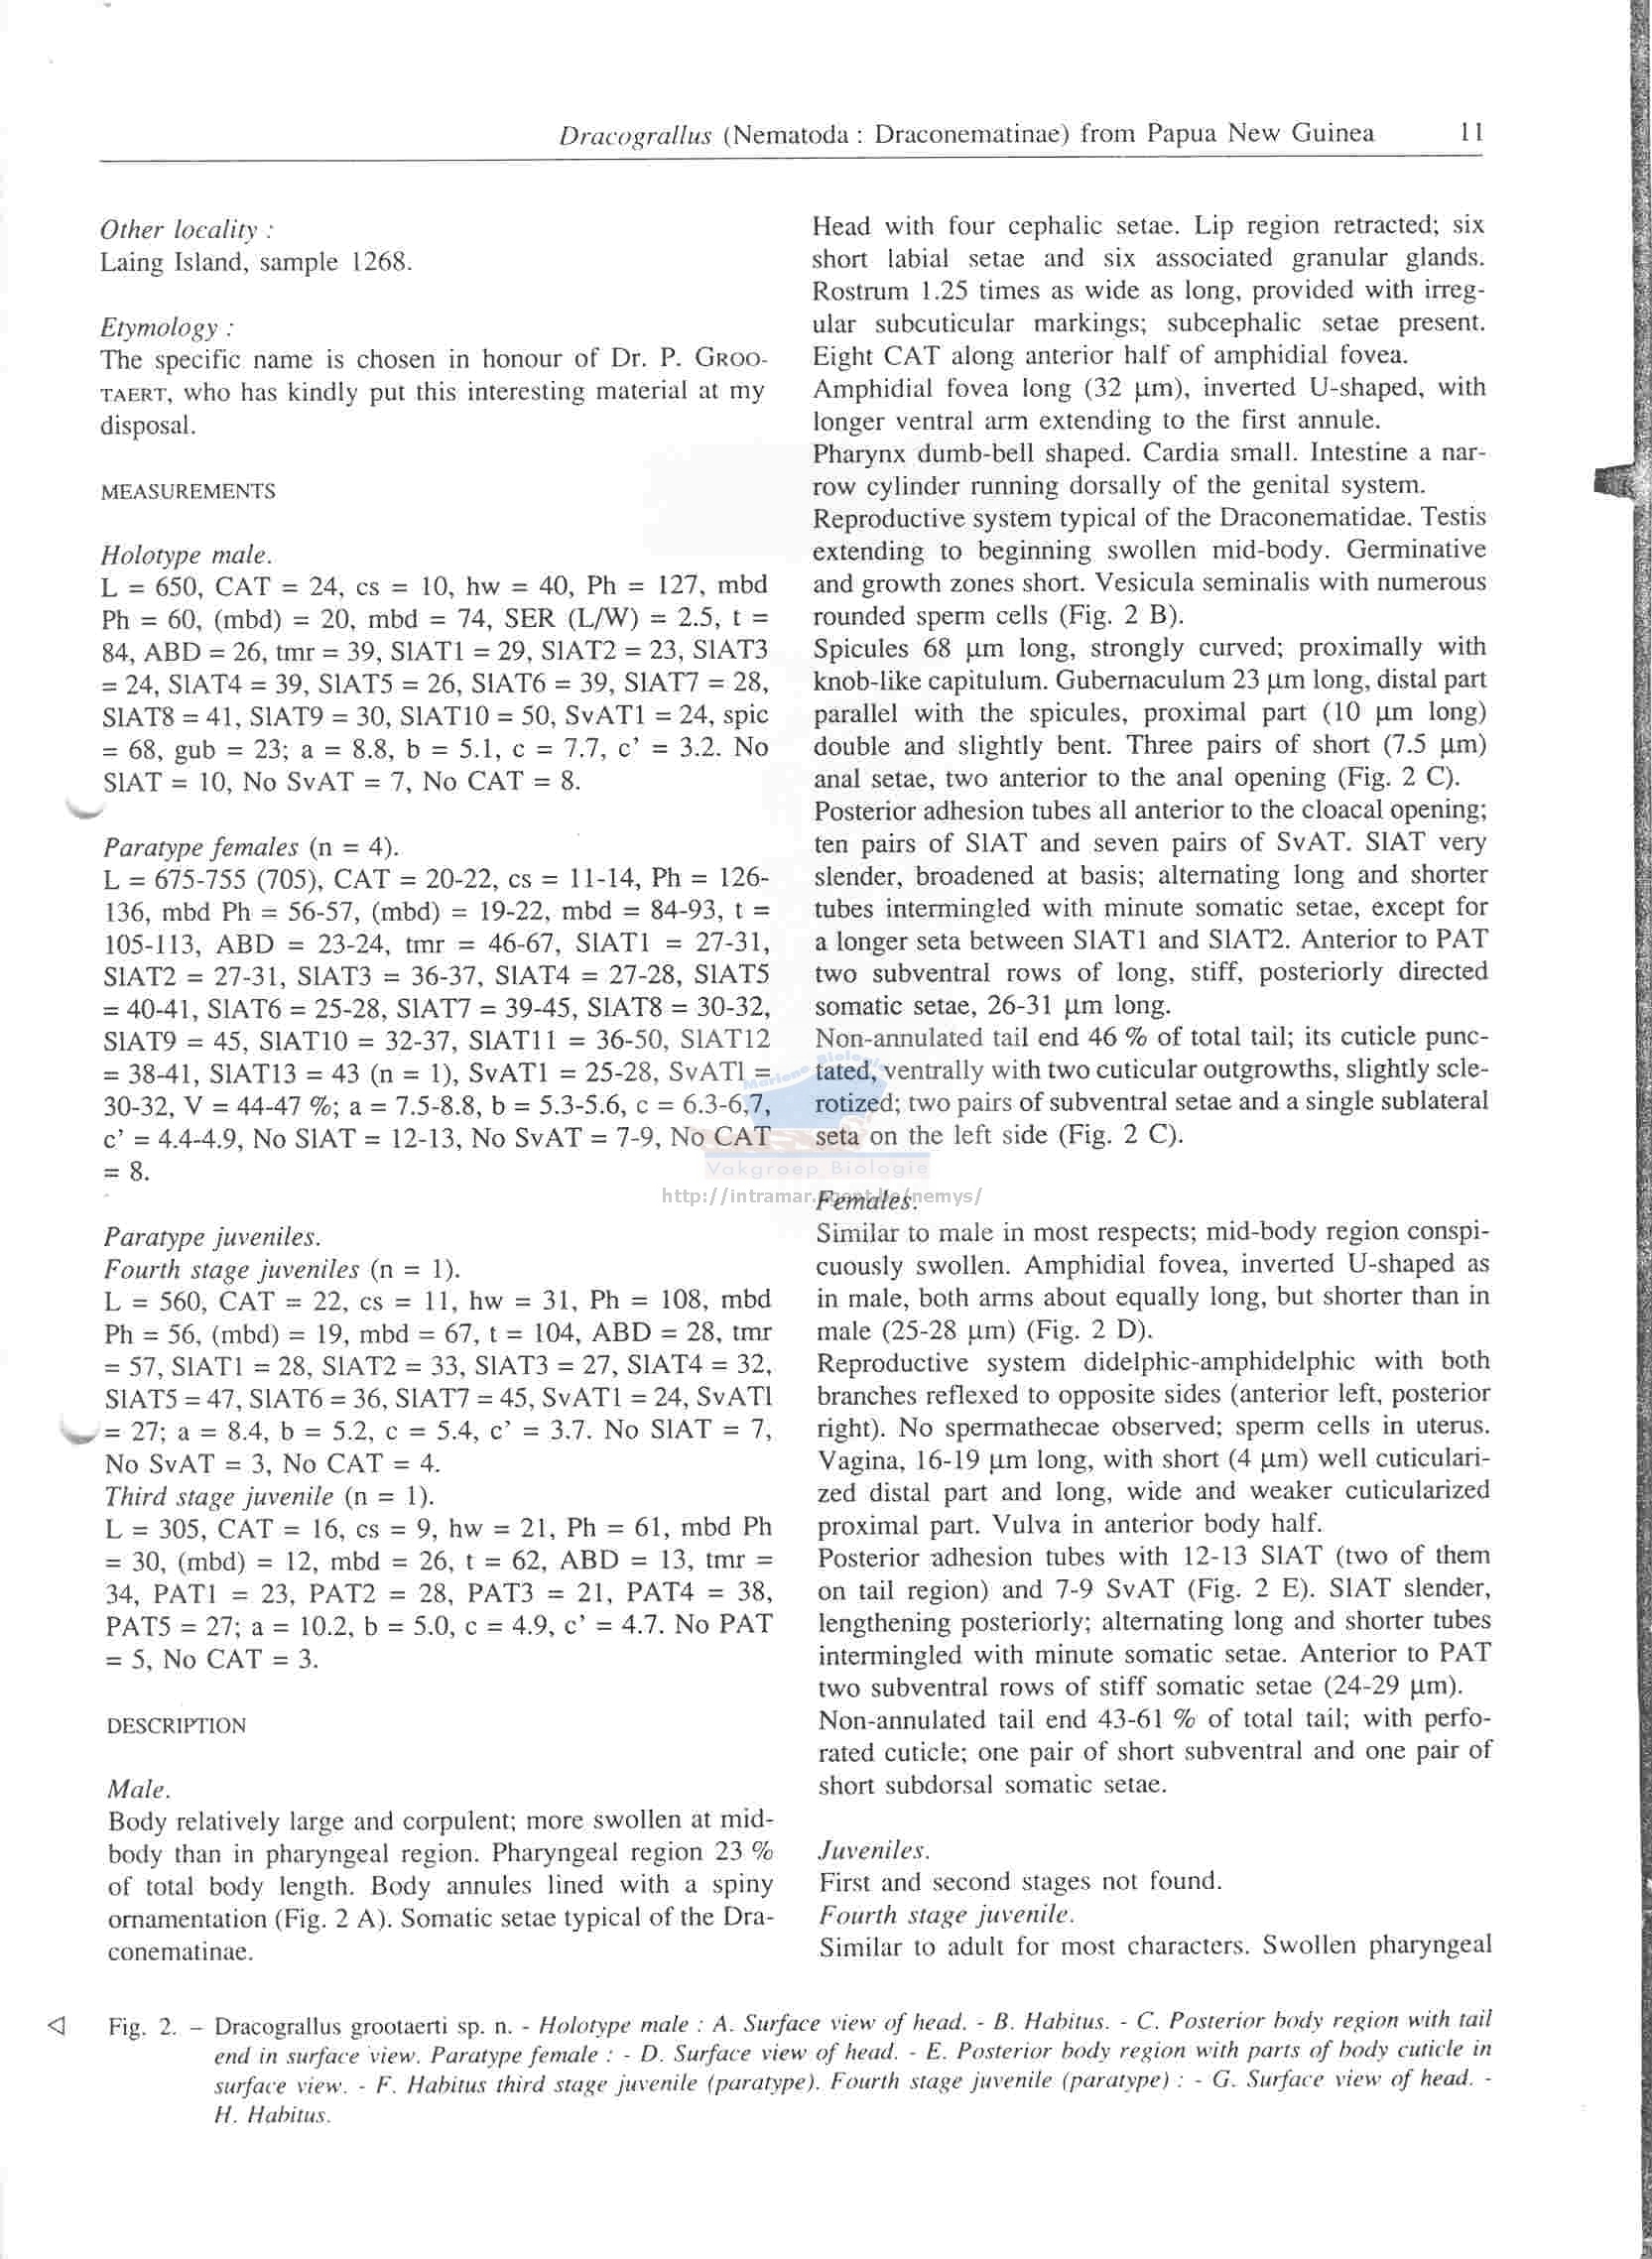 Dracograllus (Nematoda : Draconematinae) from Papua New Guinea 11
Other locality :
Laing Island, sample 1268.
Etymology :
The specific name is chosen in honour of Dr. P. GROO-
TAERT, who has kindly put this interesting material at my
disposal.
MEASUREMENTS
Holotype male.
L = 650, CAT = 24, cs = 10, hw = 40, Ph = 127, mbd
Ph = 60, (mbd) = 20, mbd = 74, SER (L/W) = 2.5, t =
84, ABD = 26, tmr = 39, SlAT1 = 29, SlAT2 = 23, SlAT3
= 24, SlAT4 = 39, SlAT5 = 26, SlAT6 = 39, SlAT7 = 28,
SlAT8 = 41, SlAT9 = 30, SlAT10 = 50, SvAT1 = 24, spic
= 68, gub = 23; a = 8.8, b = 5.1, c = 7.7, c' = 3.2. No
SlAT = 10, No SvAT = 7, No CAT = 8.
Paratype females (n = 4).
L = 675-755 (705), CAT = 20-22, cs = 11-14, Ph = 126-
136, mbd Ph = 56-57, (mbd) = 19-22, mbd = 84-93, t =
105-113, ABD = 23-24, tmr = 46-67, SlAT1 = 27-31,
SlAT2 = 27-31, SlAT3 = 36-37, SlAT4 = 27-28, SlAT5
= 40-41, SlAT6 = 25-28, SlAT7 = 39-45, SlAT8 = 30-32,
SlAT9 = 45, SlAT10 = 32-37, SlAT11 = 36-50, SlAT12
= 38-41, SlAT13 = 43 (n = 1), SvAT1 = 25-28, SvATl =
30-32, V = 44-47 %; a = 7.5-8.8, b = 5.3-5.6, c = 6.3-6,7,
c' = 4.4-4.9, No SlAT = 12-13, No SvAT = 7-9, No CAT
= 8.
Paratype juveniles.
Fourth stage juveniles (n = 1).
L = 560, CAT = 22, cs = 11, hw = 31, Ph = 108, mbd
Ph = 56, (mbd) = 19, mbd = 67, t = 104, ABD = 28, tmr
= 57, SlAT1 = 28, SlAT2 = 33, SlAT3 = 27, SlAT4 = 32,
SlAT5 = 47, SlAT6 = 36, SlAT7 = 45, SvAT1 = 24, SvATl
= 27; a = 8.4, b = 5.2, c = 5.4, c' = 3.7. No SlAT = 7,
No SvAT = 3, No CAT = 4.
Third stage juvenile (n = 1).
L = 305, CAT = 16, cs = 9, hw = 21, Ph = 61, mbd Ph
= 30, (mbd) = 12, mbd = 26, t = 62, ABD = 13, tmr =
34, PAT1 = 23, PAT2 = 28, PAT3 = 21, PAT4 = 38,
PAT5 = 27; a = 10.2, b = 5.0, c = 4.9, c' = 4.7. No PAT
= 5, No CAT = 3.
DESCRIPTION
Male.
Body relatively large and corpulent; more swollen at mid-
body than in pharyngeal region. Pharyngeal region 23 %
of total body length. Body annules lined with a spiny
ornamentation (Fig. 2 A). Somatic setae typical of the Dra-
conematinae.
Head with four cephalic setae. Lip region retracted; six
short labial setae and six associated granular glands.
Rostrum 1.25 times as wide as long, provided with irreg-
ular subcuticular markings; subcephalic setae present.
Eight CAT along anterior half of amphidial fovea.
Amphidial fovea long (32 µm), inverted U-shaped, with
longer ventral arm extending to the first annule.
Pharynx dumb-bell shaped. Cardia small. Intestine a nar-
row cylinder running dorsally of the genital system.
Reproductive system typical of the Draconematidae. Testis
extending to beginning swollen mid-body. Germinative
and growth zones short. Vesicula seminalis with numerous
rounded sperm cells (Fig. 2 B).
Spicules 68 µm long, strongly curved; proximally with
knob-like capitulum. Gubernaculum 23 µm long, distal part
parallel with the spicules, proximal part (10 µm long)
double and slightly bent. Three pairs of short (7.5 µm)
anal setae, two anterior to the anal opening (Fig. 2 C).
Posterior adhesion tubes all anterior to the cloacal opening;
ten pairs of SlAT and seven pairs of SvAT. SlAT very
slender, broadened at basis; alternating long and shorter
tubes intermingled with minute somatic setae, except for
a longer seta between SlAT1 and SlAT2. Anterior to PAT
two subventral rows of long, stiff, posteriorly directed
somatic setae, 26-31 µm long.
Non-annulated tail end 46 % of total tail; its cuticle punc-
tated, ventrally with two cuticular outgrowths, slightly scle-
rotized; two pairs of subventral setae and a single sublateral
seta on the left side (Fig. 2 C).
Females.
Similar to male in most respects; mid-body region conspi-
cuously swollen. Amphidial fovea, inverted U-shaped as
in male, both arms about equally long, but shorter than in
male (25-28 µm) (Fig. 2 D).
Reproductive system didelphic-amphidelphic with both
branches reflexed to opposite sides (anterior left, posterior
right). No spermathecae observed; sperm cells in uterus.
Vagina, 16-19 µm long, with short (4 µm) well cuticulari-
zed distal part and long, wide and weaker cuticularized
proximal part. Vulva in anterior body half.
Posterior adhesion tubes with 12-13 SlAT (two of them
on tail region) and 7-9 SvAT (Fig. 2 E). SlAT slender,
lengthening posteriorly; alternating long and shorter tubes
intermingled with minute somatic setae. Anterior to PAT
two subventral rows of stiff somatic setae (24-29 µm).
Non-annulated tail end 43-61 % of total tail; with perfo-
rated cuticle; one pair of short subventral and one pair of
short subdorsal somatic setae.
Juveniles.
First and second stages not found.
Fourth stage juvenile.
Similar to adult for most characters. Swollen pharyngeal
Fig. 2. – Dracograllus grootaerti sp. n. - Holotype male : A. Surface view of head. - B. Habitus. - C. Posterior body region with tail
end in surface view. Paratype female : - D. Surface view of head. - E. Posterior body region with parts of body cuticle in
surface view. - F. Habitus third stage juvenile (paratype). Fourth stage juvenile (paratype) : - G. Surface view of head. -
H. Habitus.
Mariene Biologie
Vakgroep Biologie
http://intramar.ugent.be/nemys/